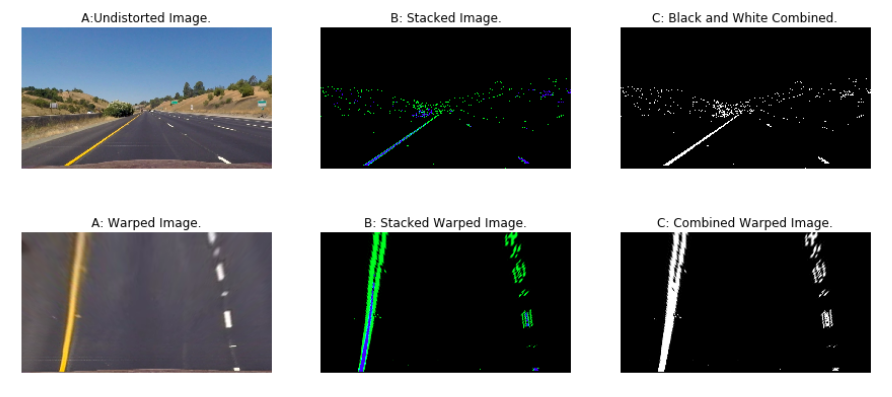 A:Undistorted Image.
B: Stacked Image.
C: Black and White Combined.
A: Warped Image.
B: Stacked Warped Image.
C: Combined Warped Image.